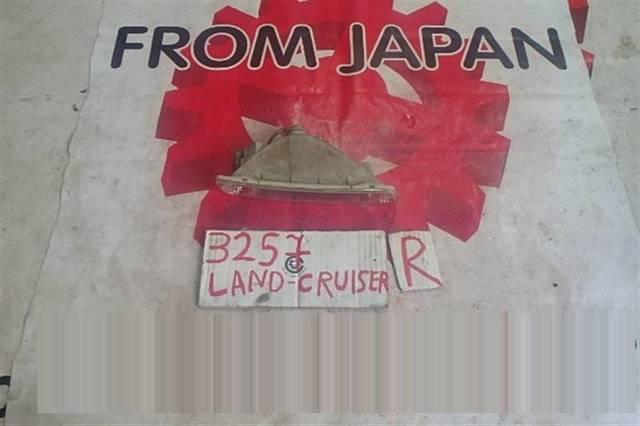 FROM JAPAN
3257
LAND-CRUISER
R